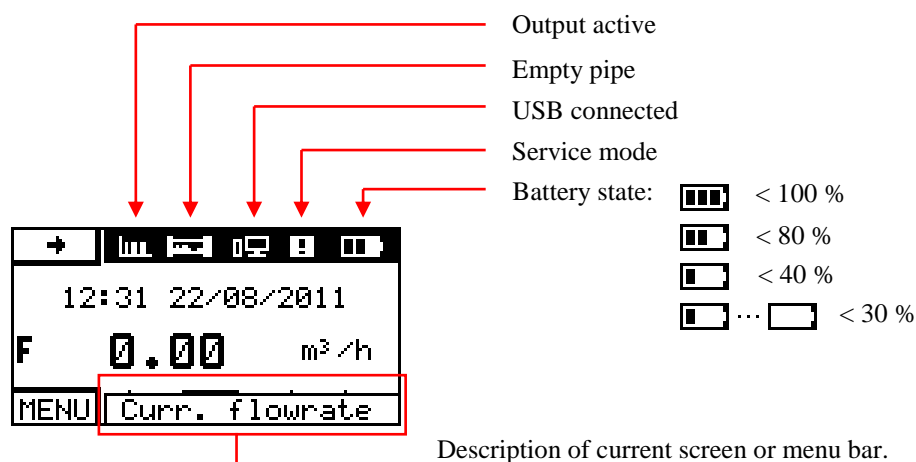 Output active
Empty pipe
USB connected
Service mode
Battery state:
< 100 %
< 80 %
< 40 %
... < 30 %
12:31 22/08/2011
F 0.00 m³/h
MENU Curr. flowrate
Description of current screen or menu bar.